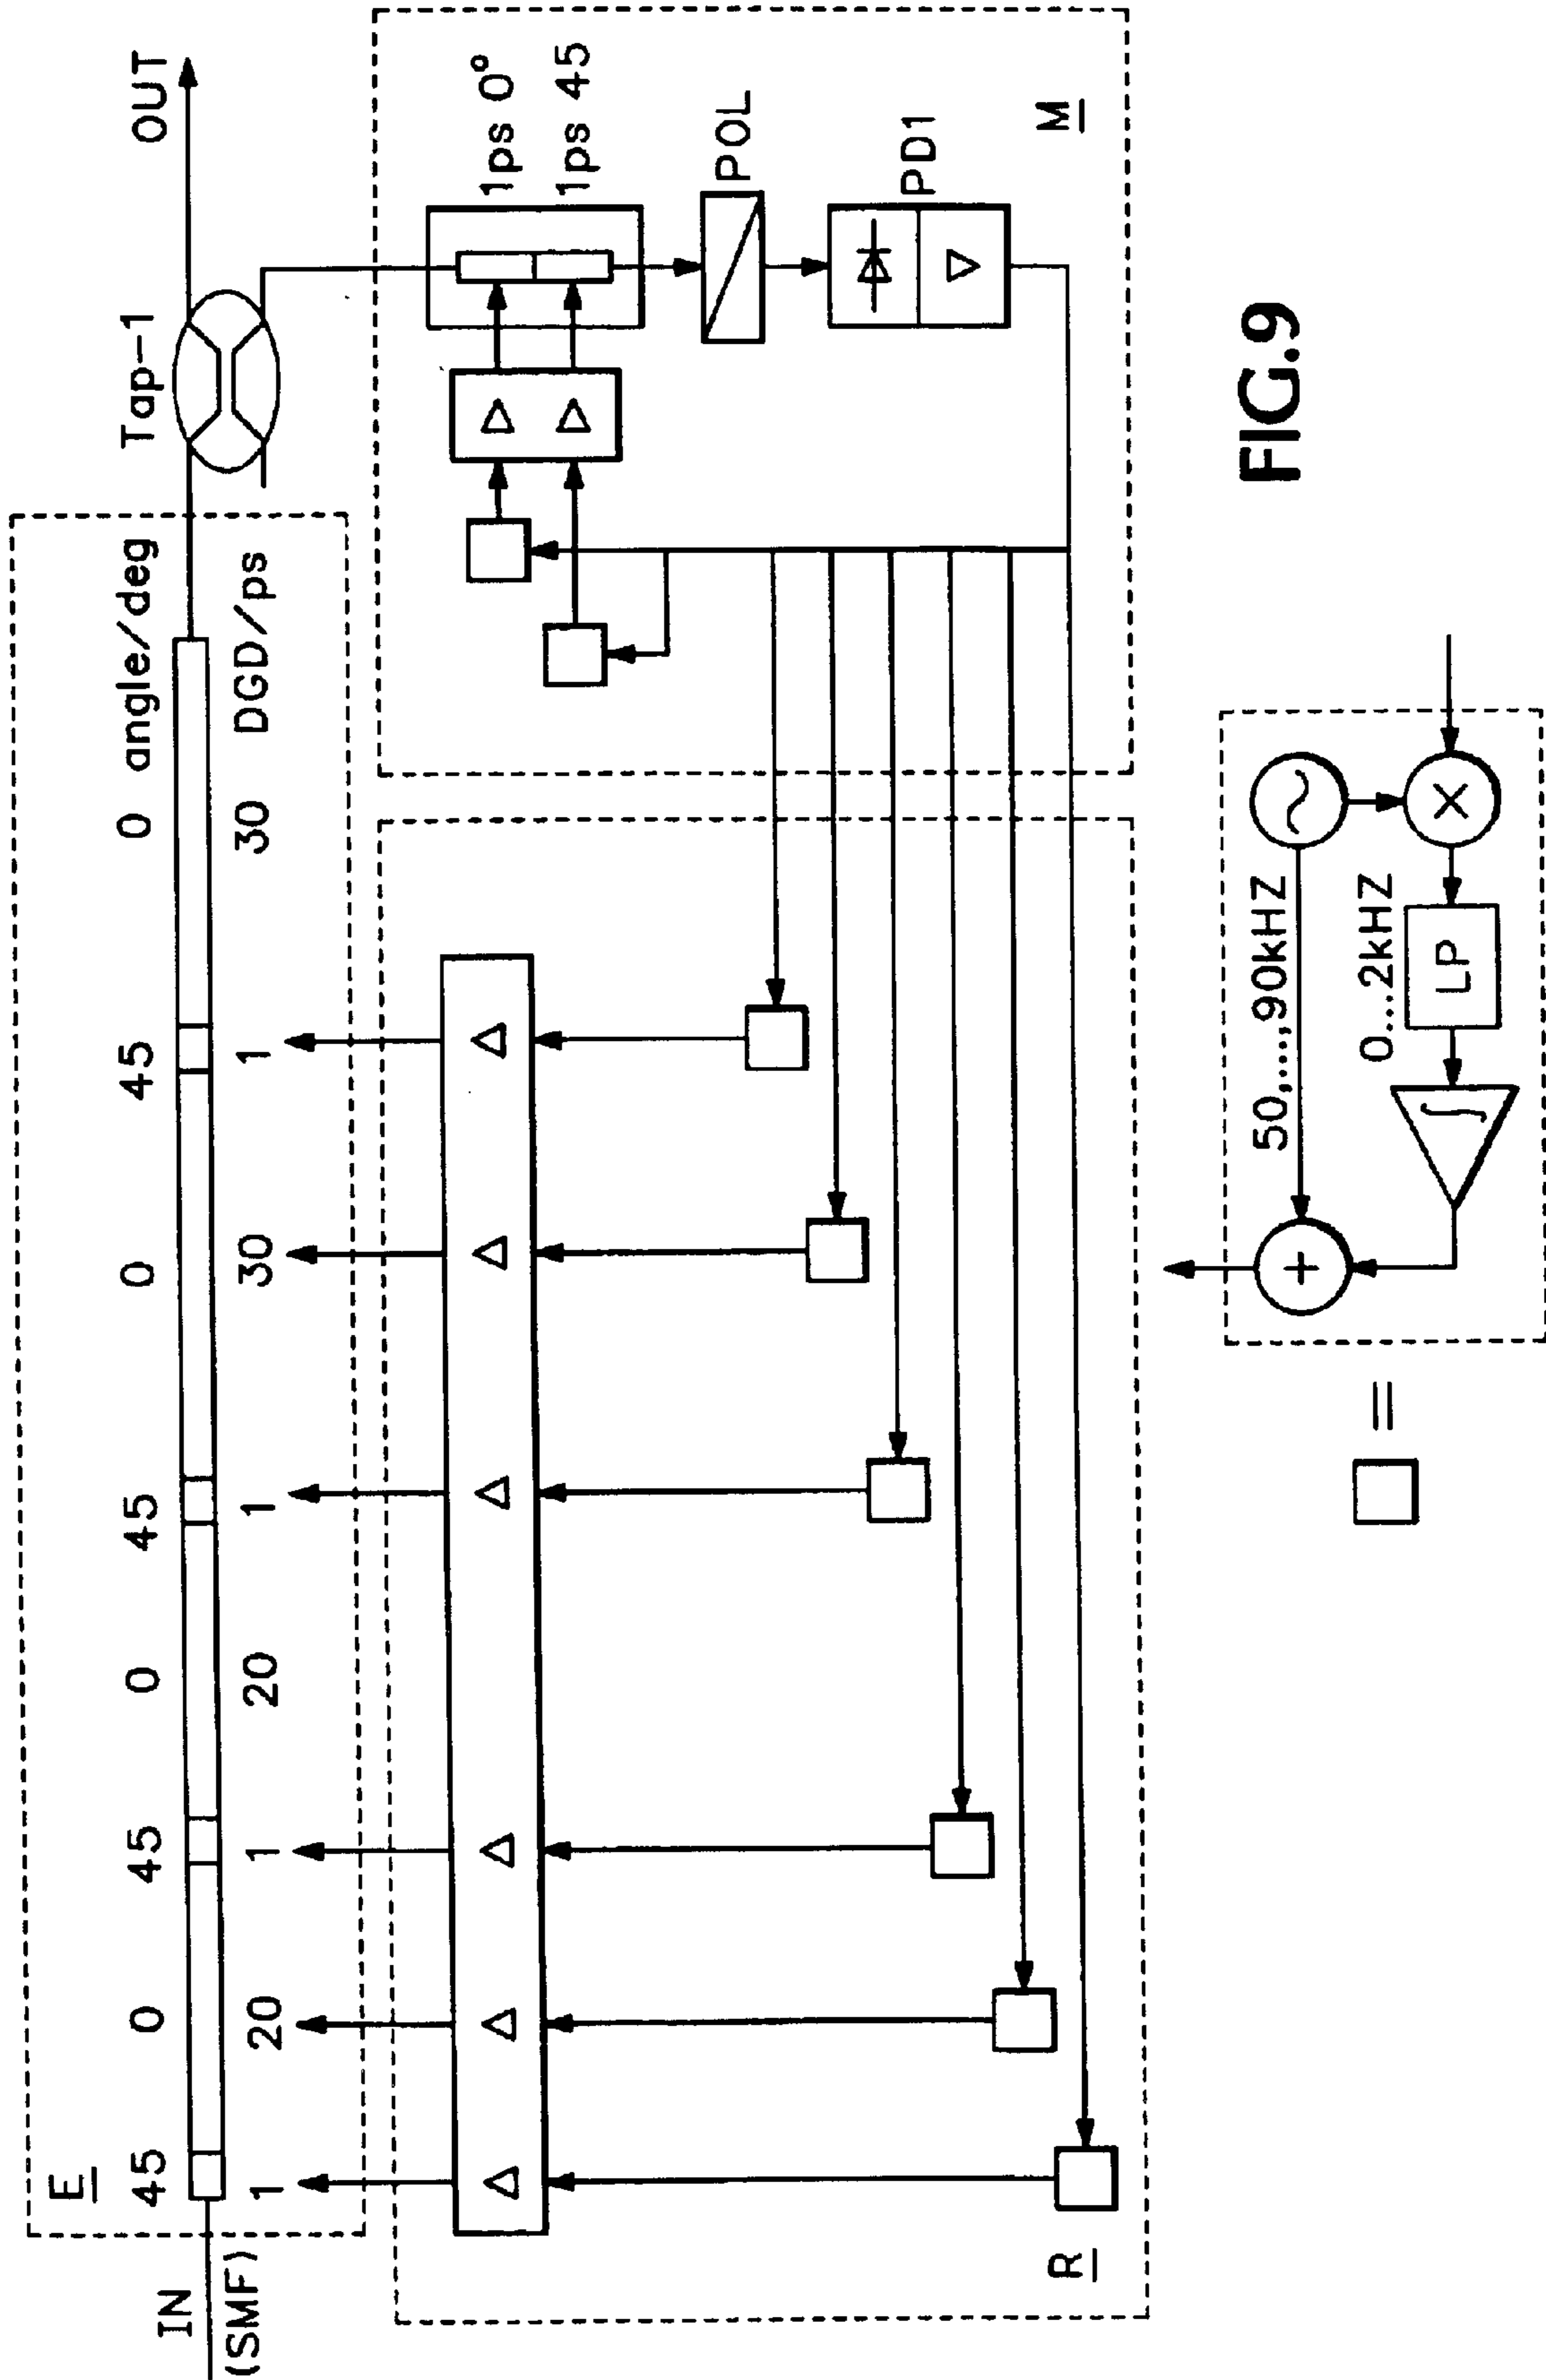 E
IN
(SMF)
45 0 45 0 45 0 45 0 angle/deg
1 20 1 20 1 30 1 30 DGD/ps
Tap-1
OUT
1ps 0°
1ps 45
POL
PD1
M
R
=
50,...,90kHZ
0...2kHZ
+
∫
LP
X
~
FIG.9